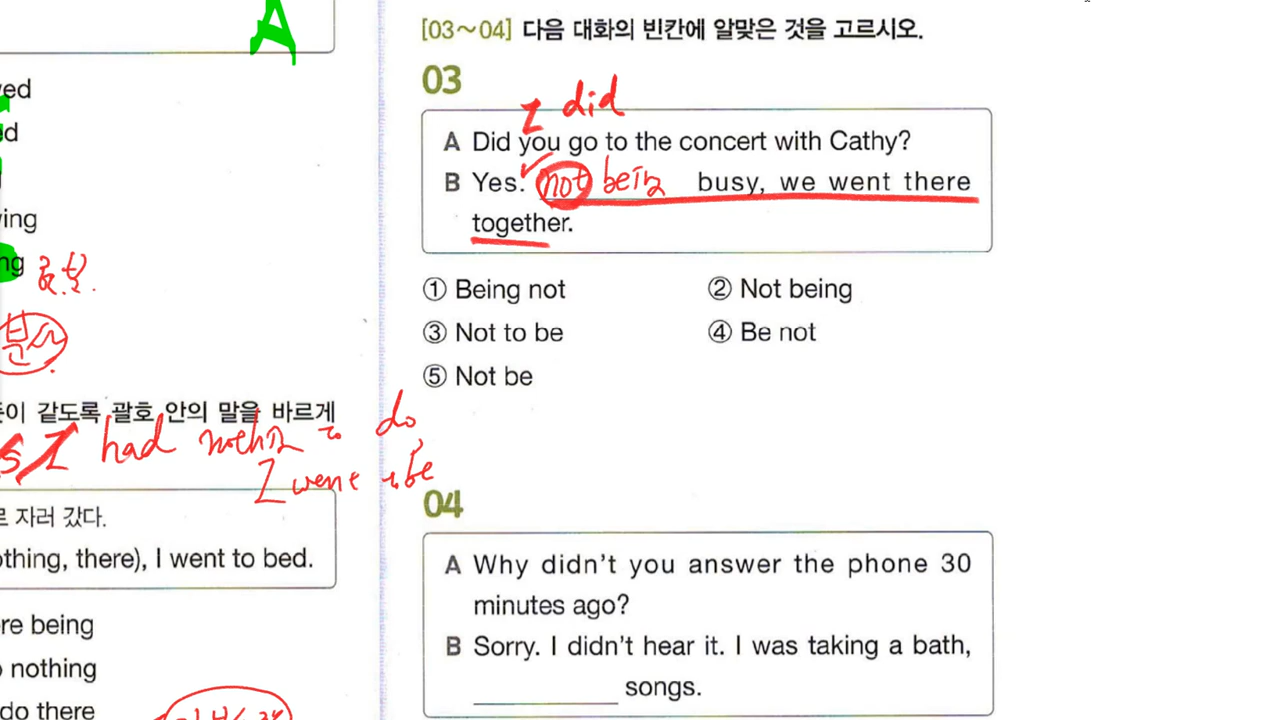 A
ved
d
ving
ng
분사
이 같도록 괄호 안의 말을 바르게
I had nothing to do,
I went to be
로 자러 갔다.
othing, there), I went to bed.
re being
nothing
do there
[03~04] 다음 대화의 빈칸에 알맞은 것을 고르시오.
03
I did
A Did you go to the concert with Cathy?
B Yes. not being busy, we went there
together.
① Being not
② Not being
③ Not to be
④ Be not
⑤ Not be
04
A Why didn't you answer the phone 30
minutes ago?
B Sorry. I didn't hear it. I was taking a bath,
songs.